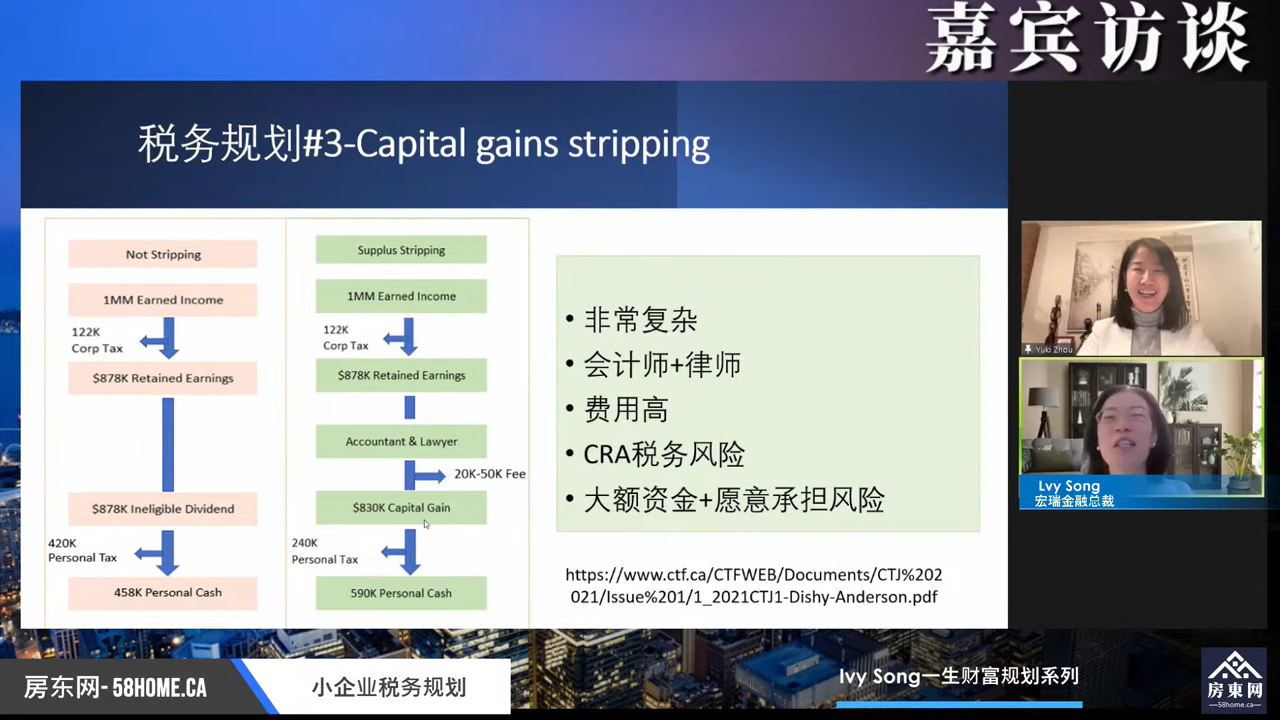 嘉宾访谈
税务规划#3-Capital gains stripping
Not Stripping
1MM Earned Income
122K
Corp Tax
$878K Retained Earnings
$878K Ineligible Dividend
420K
Personal Tax
458K Personal Cash
Supplus Stripping
1MM Earned Income
122K
Corp Tax
$878K Retained Earnings
Accountant & Lawyer
20K-50K Fee
$830K Capital Gain
240K
Personal Tax
590K Personal Cash
• 非常复杂
• 会计师+律师
• 费用高
• CRA税务风险
• 大额资金+愿意承担风险
https://www.ctf.ca/CTFWEB/Documents/CTJ%202
021/Issue%201/1_2021CTJ1-Dishy-Anderson.pdf
Yuki Zhou
Lvy Song
宏瑞金融总裁
房东网- 58HOME.CA
小企业税务规划
Ivy Song一生财富规划系列
房東网
58home.ca